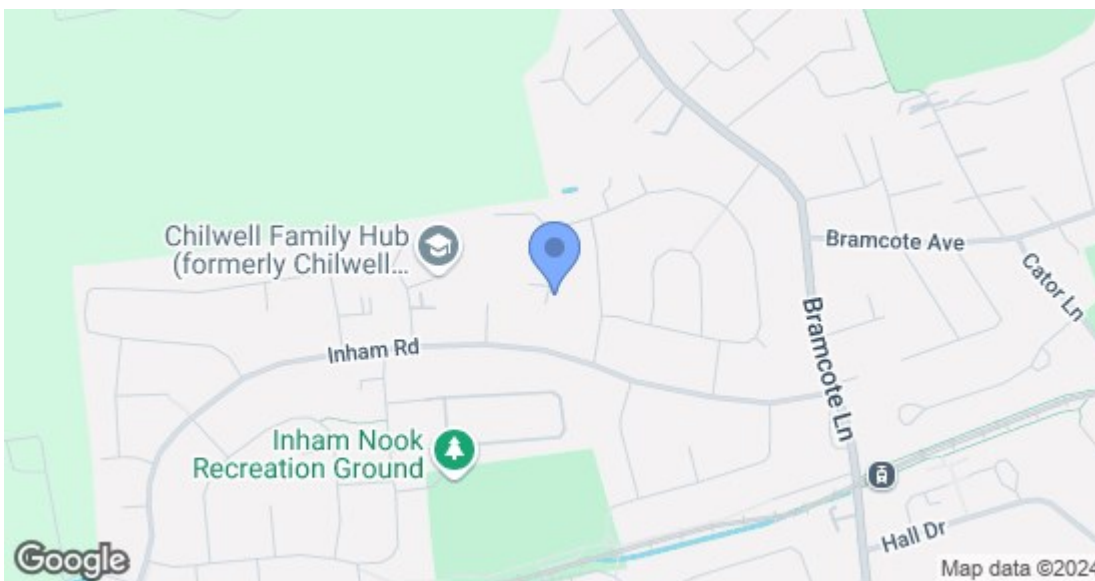 Chilwell Family Hub
(formerly Chilwell...
Bramcote Ave
Cator Ln
Inham Rd
Bramcote Ln
Inham Nook
Recreation Ground
Hall Dr
Google
Map data ©2024